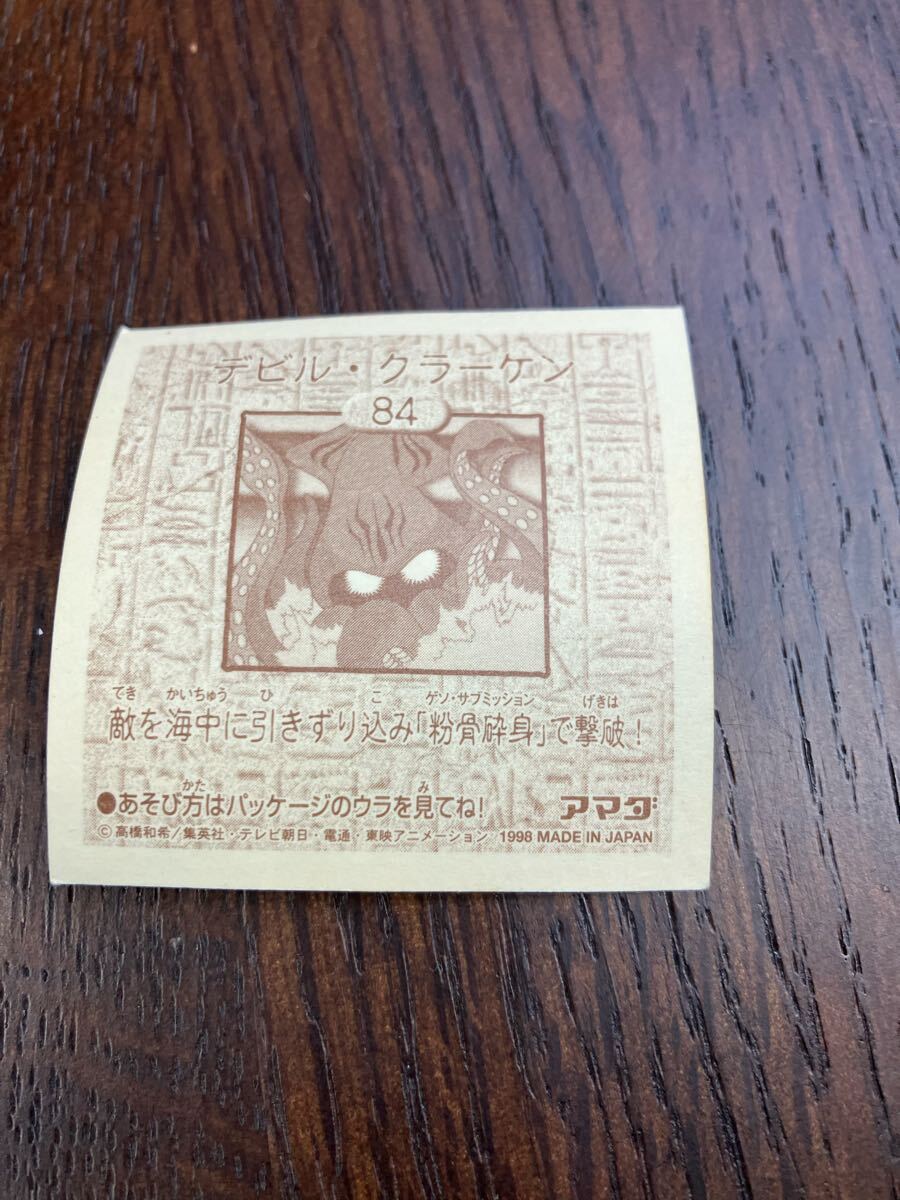 デビル・クラーケン
84
てき かいちゅう ひ こ ゲノ・サブミッション げきは
敵を海中に引きずり込み「粉骨砕身」で撃破!
かた み
●あそび方はパッケージのウラを見てね! アマダ
©高橋和希/集英社・テレビ朝日・電通・東映アニメーション 1998 MADE IN JAPAN